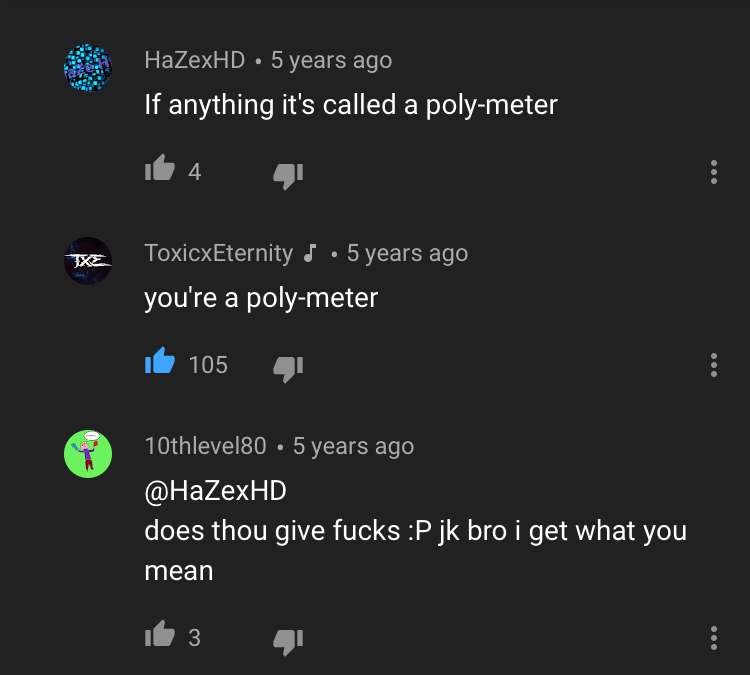 HaZexHD • 5 years ago
If anything it's called a poly-meter
4
ToxicxEternity ♪ • 5 years ago
you're a poly-meter
105
10thlevel80 • 5 years ago
@HaZexHD
does thou give fucks :P jk bro i get what you
mean
3